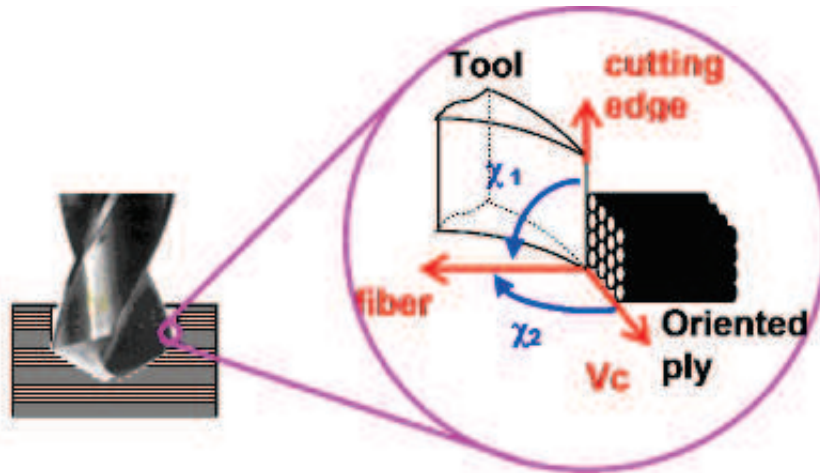 Tool
cutting
edge
χ1
fiber
χ2
Vc
Oriented
ply